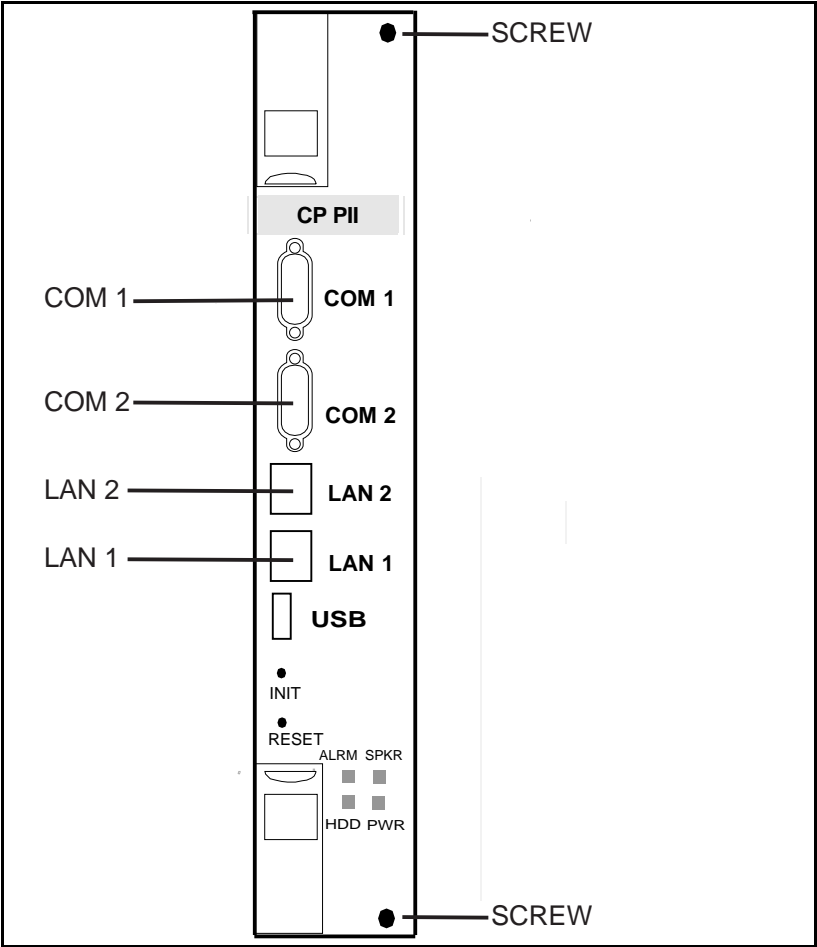 SCREW
CP PII
COM 1
COM 1
COM 2
COM 2
LAN 2
LAN 2
LAN 1
LAN 1
USB
INIT
RESET
ALRM SPKR
HDD PWR
SCREW